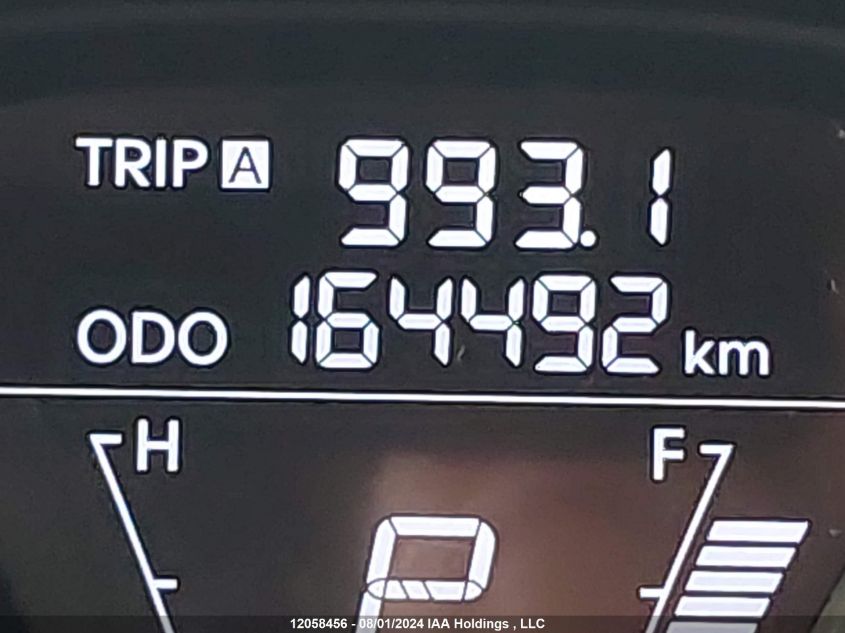 TRIP A 993.1
ODO 164492 km
H F
P
12058456 - 08/01/2024 IAA Holdings , LLC